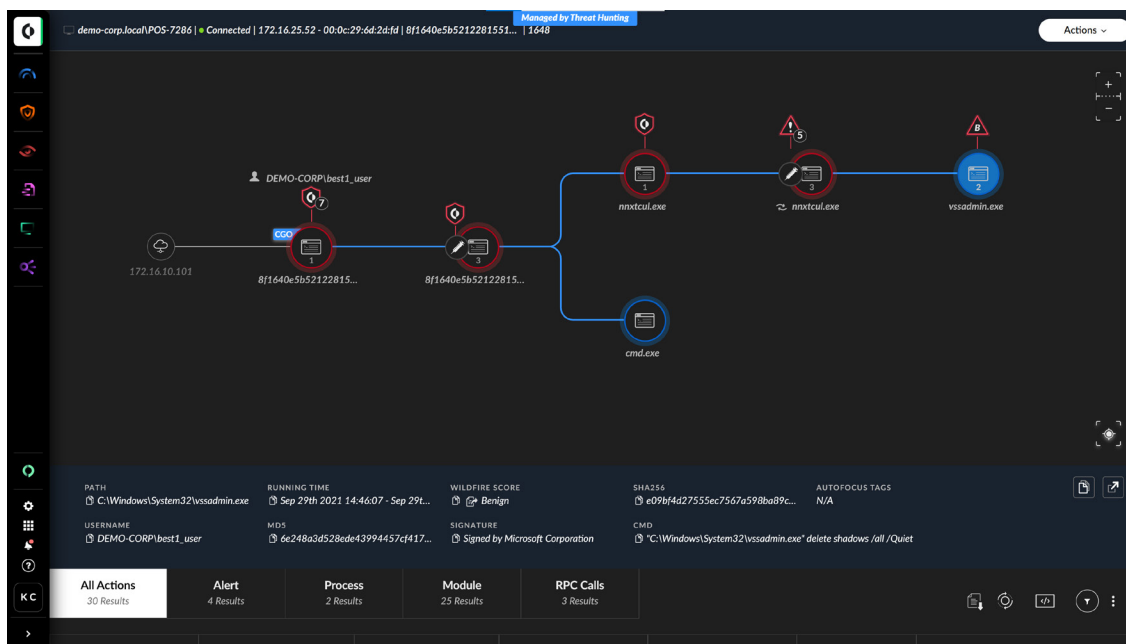 Managed by Threat Hunting
demo-corp.local\POS-7286 | Connected | 172.16.25.52 - 00:0c:29:6d:2d:fd | 8f1640e5b5212281551... | 1648
Actions
5
B
1
3
2
nnxtcul.exe
nnxtcul.exe
vssadmin.exe
DEMO-CORP\best1_user
7
CGO
1
3
172.16.10.101
8f1640e5b52122815...
8f1640e5b52122815...
cmd.exe
PATH
C:\Windows\System32\vssadmin.exe
RUNNING TIME
Sep 29th 2021 14:46:07 - Sep 29t...
WILDFIRE SCORE
Benign
SHA256
e09bf4d27555ec7567a598ba89c...
AUTOFOCUS TAGS
N/A
USERNAME
DEMO-CORP\best1_user
MD5
6e248a3d528ede43994457cf417...
SIGNATURE
Signed by Microsoft Corporation
CMD
"C:\Windows\System32\vssadmin.exe" delete shadows /all /Quiet
All Actions
30 Results
Alert
4 Results
Process
2 Results
Module
25 Results
RPC Calls
3 Results
KC